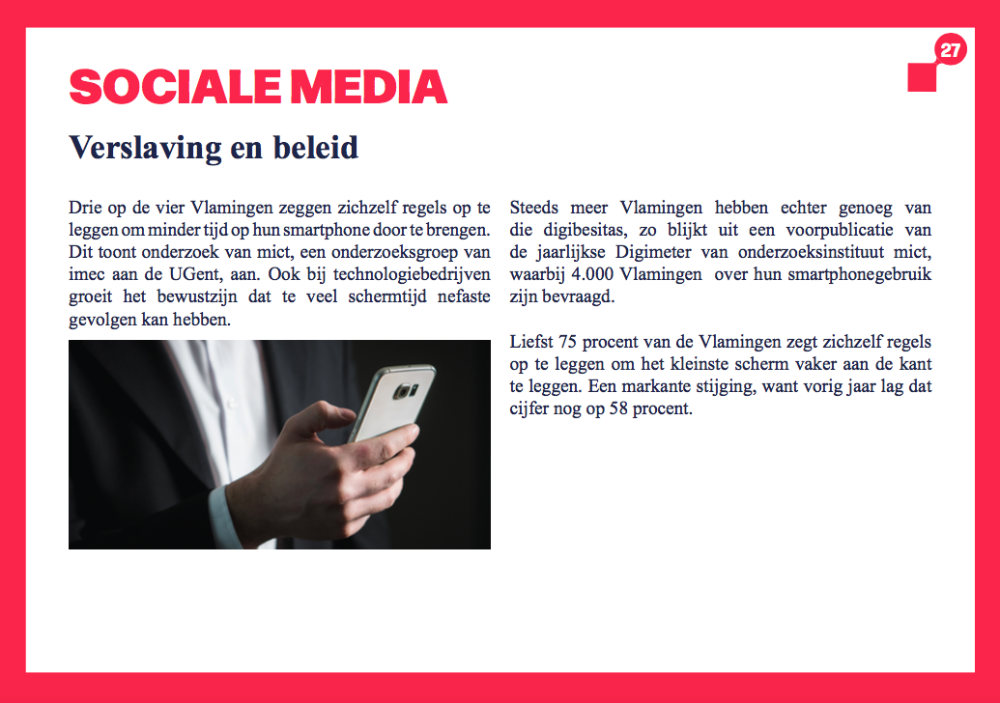 27
SOCIALE MEDIA
Verslaving en beleid
Drie op de vier Vlamingen zeggen zichzelf regels op te
leggen om minder tijd op hun smartphone door te brengen.
Dit toont onderzoek van mict, een onderzoeksgroep van
imec aan de UGent, aan. Ook bij technologiebedrijven
groeit het bewustzijn dat te veel schermtijd nefaste
gevolgen kan hebben.
Steeds meer Vlamingen hebben echter genoeg van
die digibesitas, zo blijkt uit een voorpublicatie van
de jaarlijkse Digimeter van onderzoeksinstituut mict,
waarbij 4.000 Vlamingen  over hun smartphonegebruik
zijn bevraagd.
Liefst 75 procent van de Vlamingen zegt zichzelf regels
op te leggen om het kleinste scherm vaker aan de kant
te leggen. Een markante stijging, want vorig jaar lag dat
cijfer nog op 58 procent.